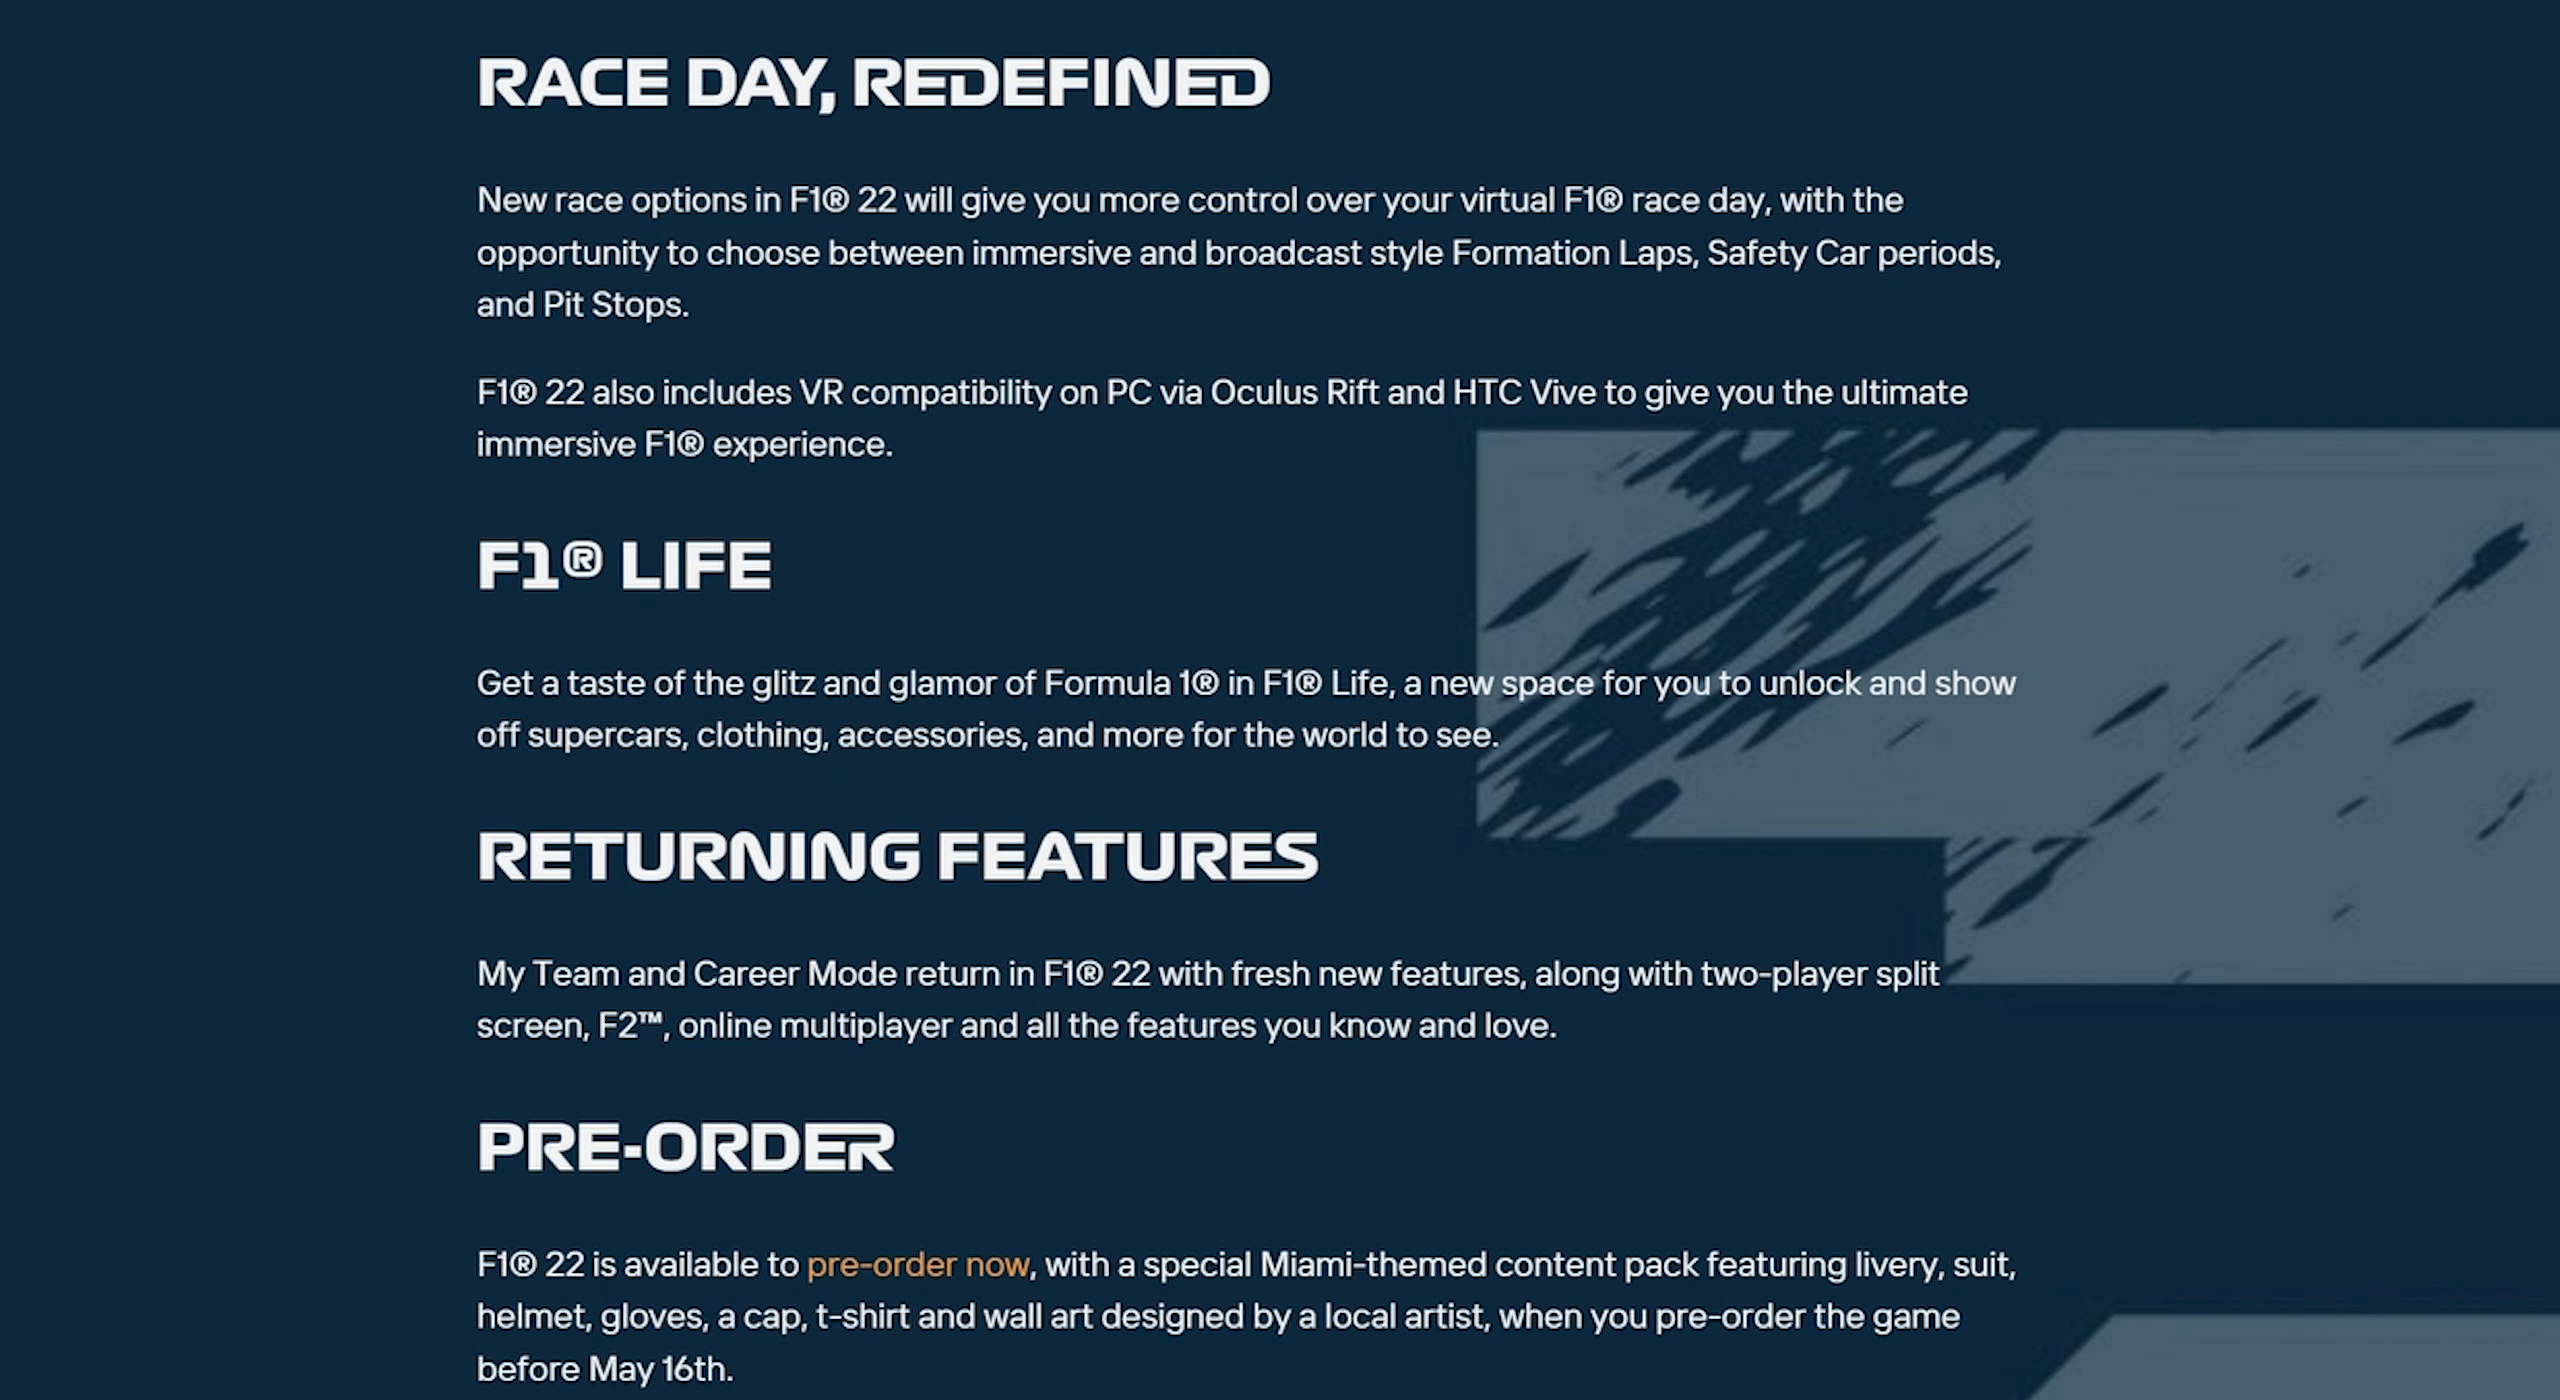 RACE DAY, REDEFINED
New race options in F1® 22 will give you more control over your virtual F1® race day, with the
opportunity to choose between immersive and broadcast style Formation Laps, Safety Car periods,
and Pit Stops.
F1® 22 also includes VR compatibility on PC via Oculus Rift and HTC Vive to give you the ultimate
immersive F1® experience.
F1® LIFE
Get a taste of the glitz and glamor of Formula 1® in F1® Life, a new space for you to unlock and show
off supercars, clothing, accessories, and more for the world to see.
RETURNING FEATURES
My Team and Career Mode return in F1® 22 with fresh new features, along with two-player split
screen, F2™, online multiplayer and all the features you know and love.
PRE-ORDER
F1® 22 is available to pre-order now, with a special Miami-themed content pack featuring livery, suit,
helmet, gloves, a cap, t-shirt and wall art designed by a local artist, when you pre-order the game
before May 16th.